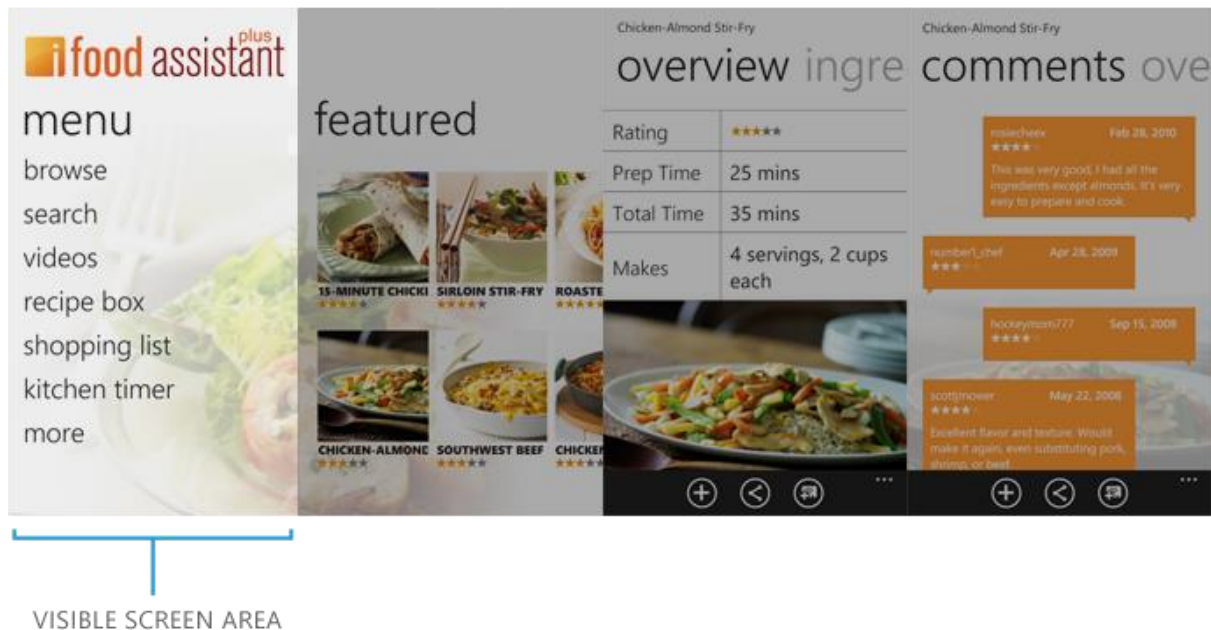 i food assistant plus
menu
browse
search
videos
recipe box
shopping list
kitchen timer
more
featured
15-MINUTE CHICKI
SIRLOIN STIR-FRY
ROASTE
CHICKEN-ALMOND
SOUTHWEST BEEF
CHICKEN
Chicken-Almond Stir-Fry
overview ingre
Rating
Prep Time 25 mins
Total Time 35 mins
Makes 4 servings, 2 cups
each
Chicken-Almond Stir-Fry
comments ove
rosiecheex Feb 28, 2010
This was very good, I had all the
ingredients except almonds. It's very
easy to prepare and cook.
number1_chef Apr 28, 2009
hockeymom777 Sep 15, 2008
scottjmower May 22, 2008
Excellent flavor and texture. Would
make it again, even substituting pork,
shrimp, or beef
VISIBLE SCREEN AREA